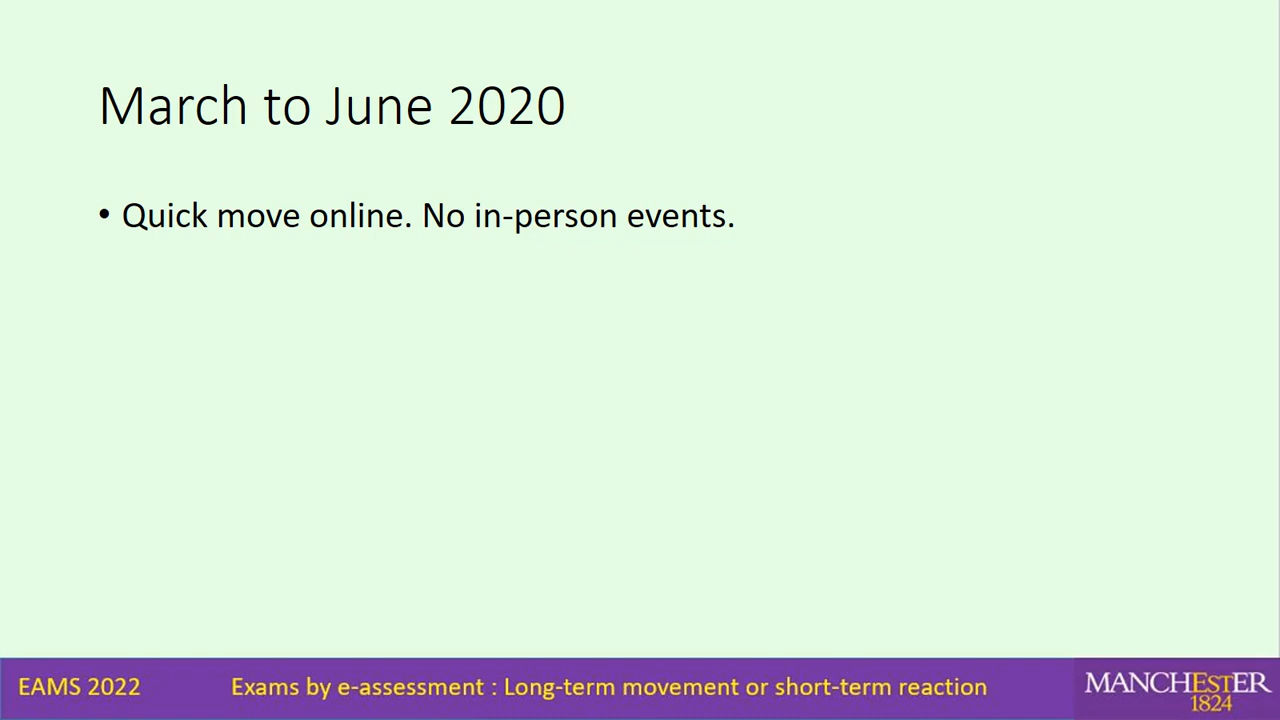 March to June 2020
• Quick move online. No in-person events.
EAMS 2022 Exams by e-assessment : Long-term movement or short-term reaction
MANCHESTER
1824